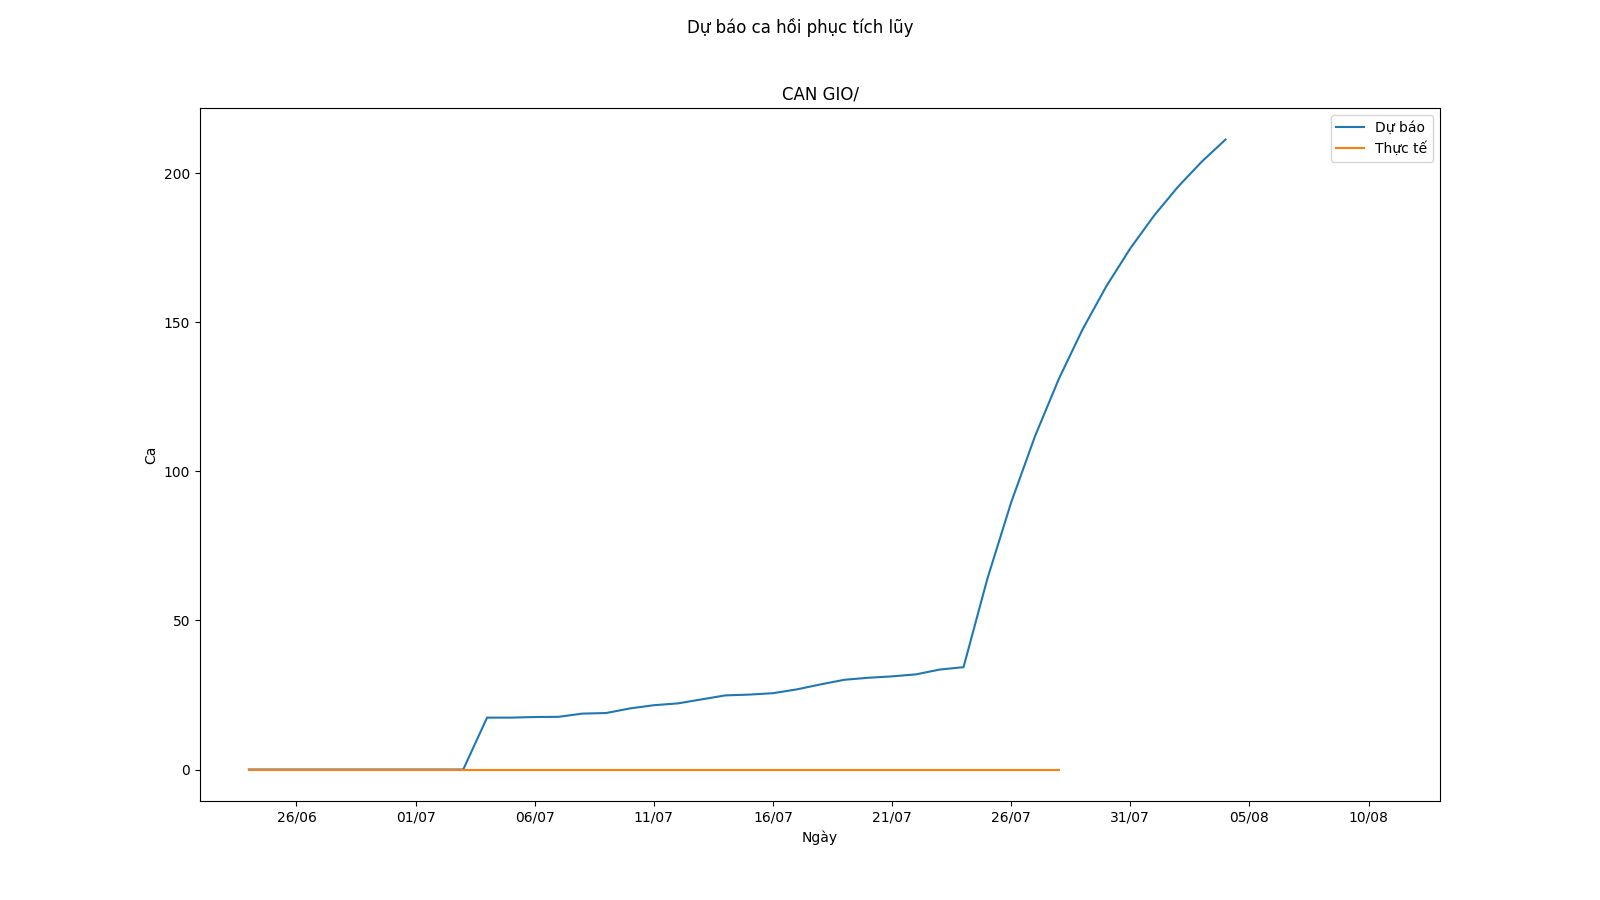 Dự báo ca hồi phục tích lũy
CAN GIO/
Dự báo
Thực tế
200
150
100
50
0
Ca
26/06
01/07
06/07
11/07
16/07
21/07
26/07
31/07
05/08
10/08
Ngày